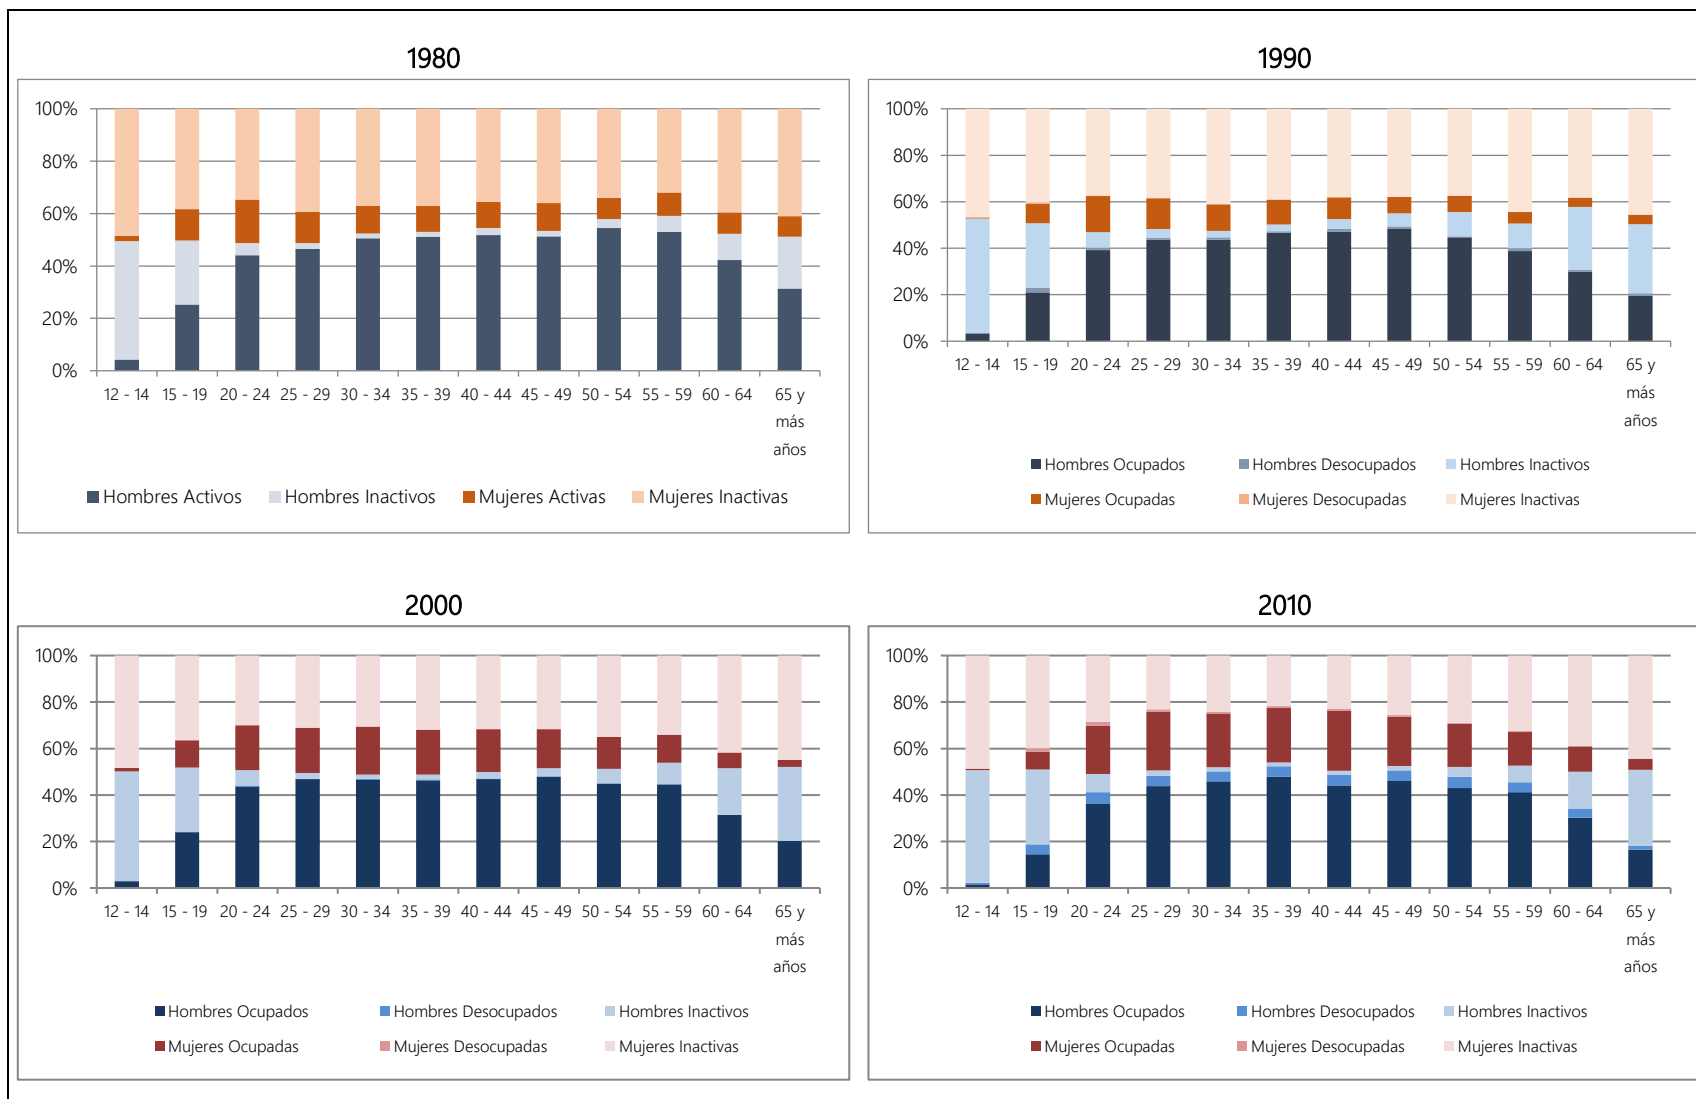 1980
100%
80%
60%
40%
20%
0%
12 - 14 15 - 19 20 - 24 25 - 29 30 - 34 35 - 39 40 - 44 45 - 49 50 - 54 55 - 59 60 - 64 65 y
más
años
Hombres Activos Hombres Inactivos Mujeres Activas Mujeres Inactivas
1990
100%
80%
60%
40%
20%
0%
12 - 14 15 - 19 20 - 24 25 - 29 30 - 34 35 - 39 40 - 44 45 - 49 50 - 54 55 - 59 60 - 64 65 y
más
años
Hombres Ocupados Hombres Desocupados Hombres Inactivos
Mujeres Ocupadas Mujeres Desocupadas Mujeres Inactivas
2000
100%
80%
60%
40%
20%
0%
12 - 14 15 - 19 20 - 24 25 - 29 30 - 34 35 - 39 40 - 44 45 - 49 50 - 54 55 - 59 60 - 64 65 y
más
años
Hombres Ocupados Hombres Desocupados Hombres Inactivos
Mujeres Ocupadas Mujeres Desocupadas Mujeres Inactivas
2010
100%
80%
60%
40%
20%
0%
12 - 14 15 - 19 20 - 24 25 - 29 30 - 34 35 - 39 40 - 44 45 - 49 50 - 54 55 - 59 60 - 64 65 y
más
años
Hombres Ocupados Hombres Desocupados Hombres Inactivos
Mujeres Ocupadas Mujeres Desocupadas Mujeres Inactivas